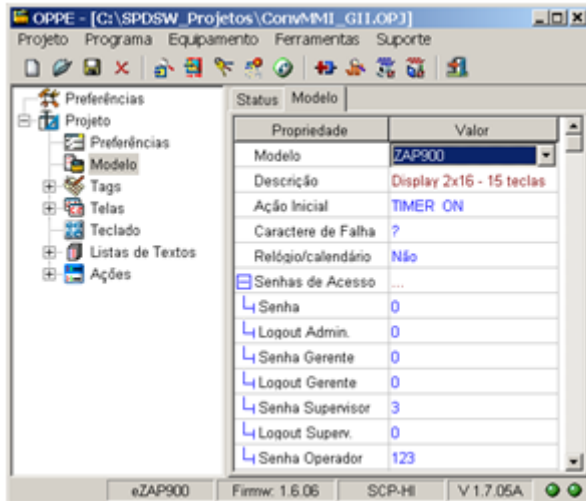 OPPE - [C:\SPDSW_Projetos\ConvMMI_GII.OPJ]
Projeto Programa Equipamento Ferramentas Suporte
Preferências
Projeto
Preferências
Modelo
Tags
Telas
Teclado
Listas de Textos
Ações
Status Modelo
Propriedade Valor
Modelo ZAP900
Descrição Display 2x16 - 15 teclas
Ação Inicial TIMER ON
Caractere de Falha ?
Relógio/calendário Não
Senhas de Acesso ...
Senha 0
Logout Admin. 0
Senha Gerente 0
Logout Gerente 0
Senha Supervisor 3
Logout Superv. 0
Senha Operador 123
eZAP900 Firmw: 1.6.06 SCP-HI V 1.7.05A